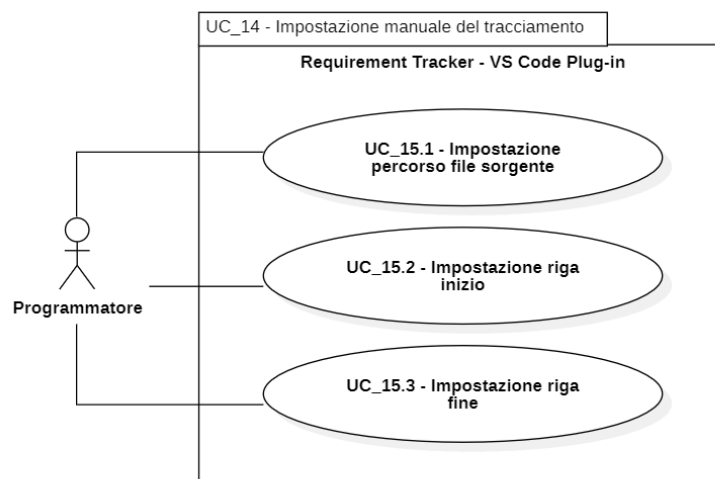 UC_14 - Impostazione manuale del tracciamento
Requirement Tracker - VS Code Plug-in
UC_15.1 - Impostazione
percorso file sorgente
UC_15.2 - Impostazione riga
inizio
Programmatore
UC_15.3 - Impostazione riga
fine